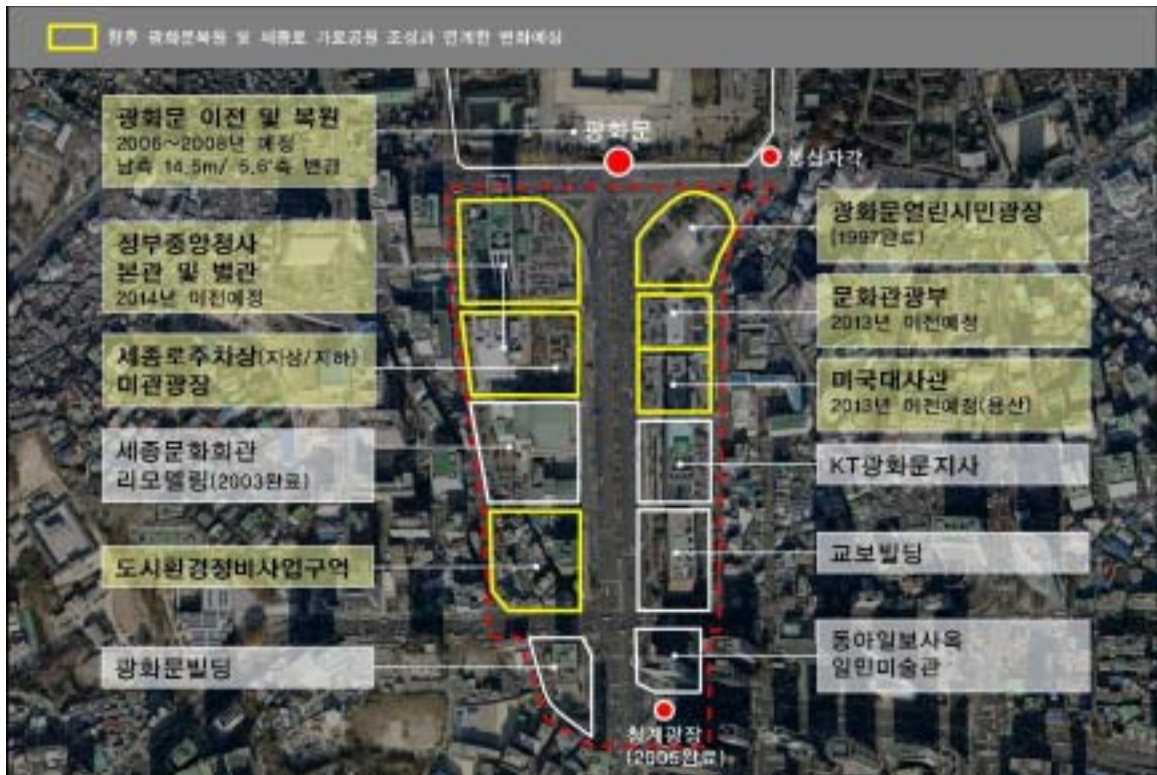 향후 광화문복원 및 세종로 가로공원 조성과 연계한 변화예상
광화문 이전 및 복원
2006~2008년 예정
남측 14.5m/ 5.6°축 변경
정부중앙청사
본관 및 별관
2014년 이전예정
세종로주차장(지상/지하)
미관광장
세종문화회관
리모델링(2003완료)
도시환경정비사업구역
광화문빌딩
광화문
동십자각
광화문열린시민광장
(1997완료)
문화관광부
2013년 이전예정
미국대사관
2013년 이전예정(용산)
KT광화문지사
교보빌딩
동아일보사옥
일민미술관
청계광장
(2005완료)